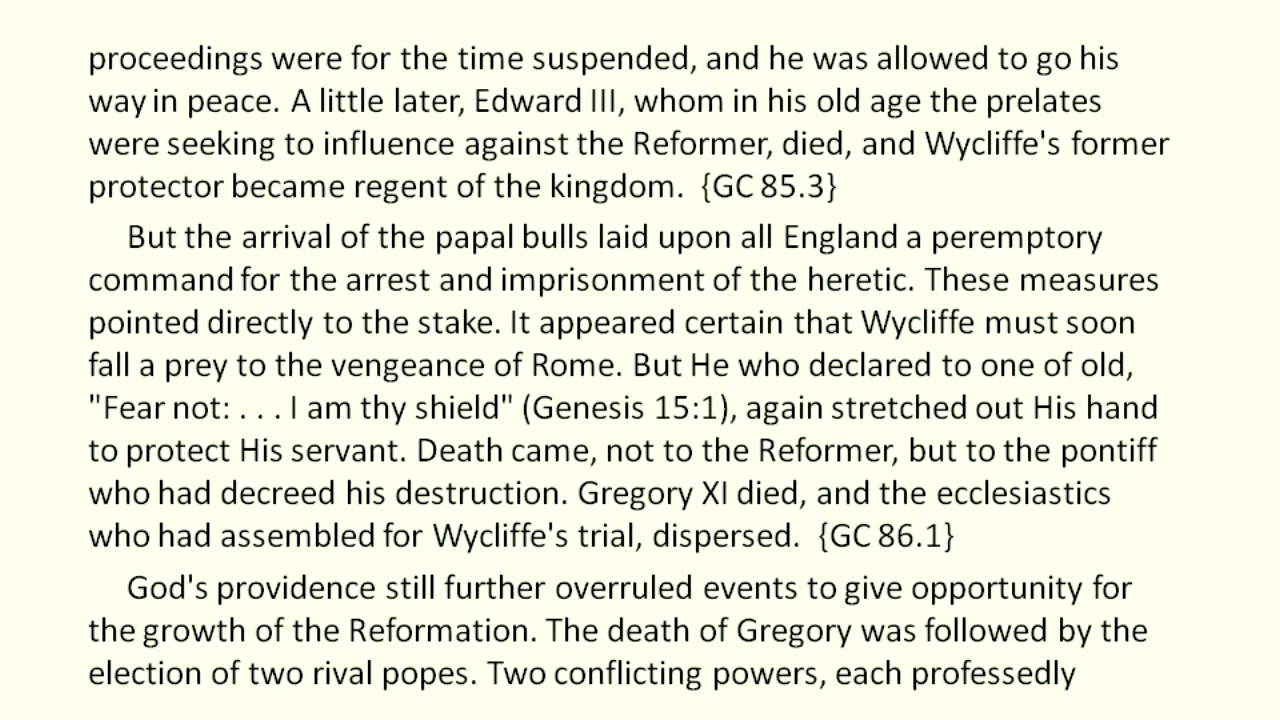 proceedings were for the time suspended, and he was allowed to go his
way in peace. A little later, Edward III, whom in his old age the prelates
were seeking to influence against the Reformer, died, and Wycliffe's former
protector became regent of the kingdom. {GC 85.3}
But the arrival of the papal bulls laid upon all England a peremptory
command for the arrest and imprisonment of the heretic. These measures
pointed directly to the stake. It appeared certain that Wycliffe must soon
fall a prey to the vengeance of Rome. But He who declared to one of old,
"Fear not: . . . I am thy shield" (Genesis 15:1), again stretched out His hand
to protect His servant. Death came, not to the Reformer, but to the pontiff
who had decreed his destruction. Gregory XI died, and the ecclesiastics
who had assembled for Wycliffe's trial, dispersed. {GC 86.1}
God's providence still further overruled events to give opportunity for
the growth of the Reformation. The death of Gregory was followed by the
election of two rival popes. Two conflicting powers, each professedly